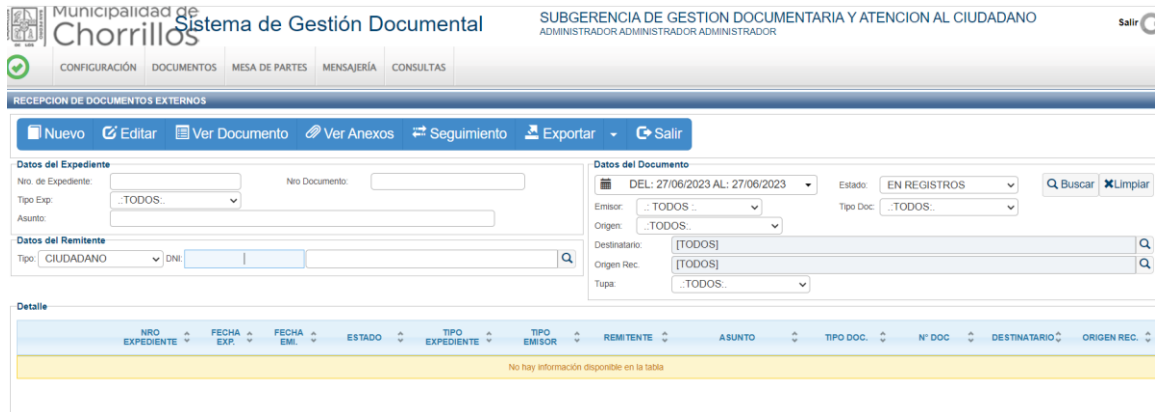 Municipalidad de
Chorrillos
Sistema de Gestión Documental
SUBGERENCIA DE GESTION DOCUMENTARIA Y ATENCION AL CIUDADANO
ADMINISTRADOR ADMINISTRADOR ADMINISTRADOR
Salir
CONFIGURACIÓN DOCUMENTOS MESA DE PARTES MENSAJERÍA CONSULTAS
RECEPCION DE DOCUMENTOS EXTERNOS
Nuevo Editar Ver Documento Ver Anexos Seguimiento Exportar Salir
Datos del Expediente
Nro. de Expediente: Nro Documento:
Tipo Exp: .:TODOS:.
Asunto:
Datos del Remitente
Tipo: CIUDADANO DNI:
Datos del Documento
DEL: 27/06/2023 AL: 27/06/2023 Estado: EN REGISTROS Buscar Limpiar
Emisor: .: TODOS :. Tipo Doc: .:TODOS:.
Origen: .:TODOS:.
Destinatario: [TODOS]
Origen Rec. [TODOS]
Tupa: .:TODOS:.
Detalle
NRO EXPEDIENTE FECHA EXP. FECHA EMI. ESTADO TIPO EXPEDIENTE TIPO EMISOR REMITENTE ASUNTO TIPO DOC. N° DOC DESTINATARIO ORIGEN REC.
No hay información disponible en la tabla